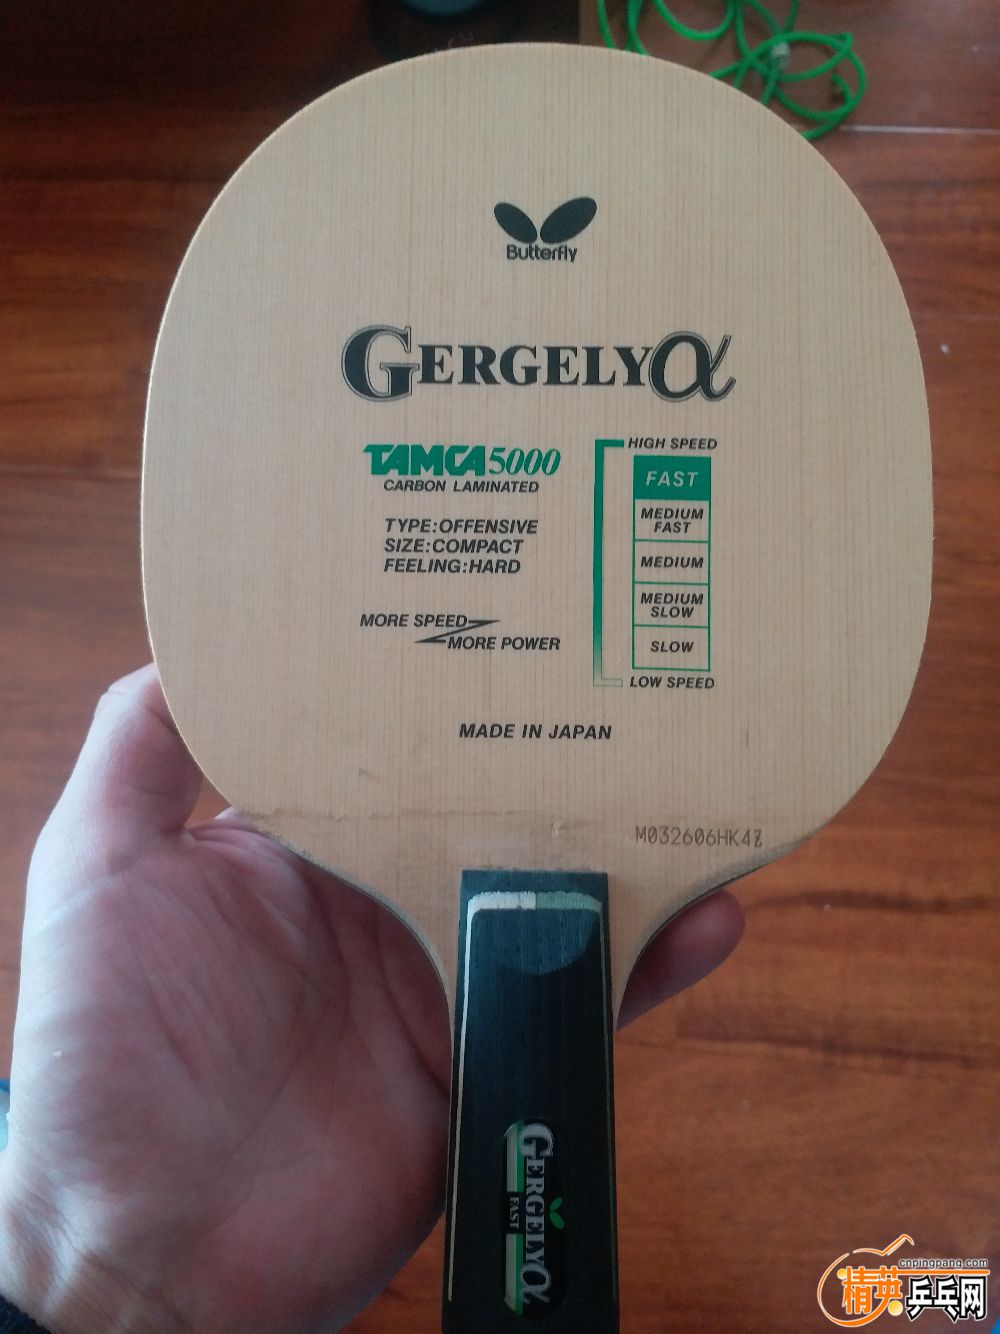 Butterfly
GERGELYα
TAMCA5000
CARBON LAMINATED
TYPE:OFFENSIVE
SIZE:COMPACT
FEELING:HARD
MORE SPEED
MORE POWER
HIGH SPEED
FAST
MEDIUM
FAST
MEDIUM
MEDIUM
SLOW
SLOW
LOW SPEED
MADE IN JAPAN
M032606HK4Z
GERGELYα
FAST
cnpingpang.com
精英乒乓网